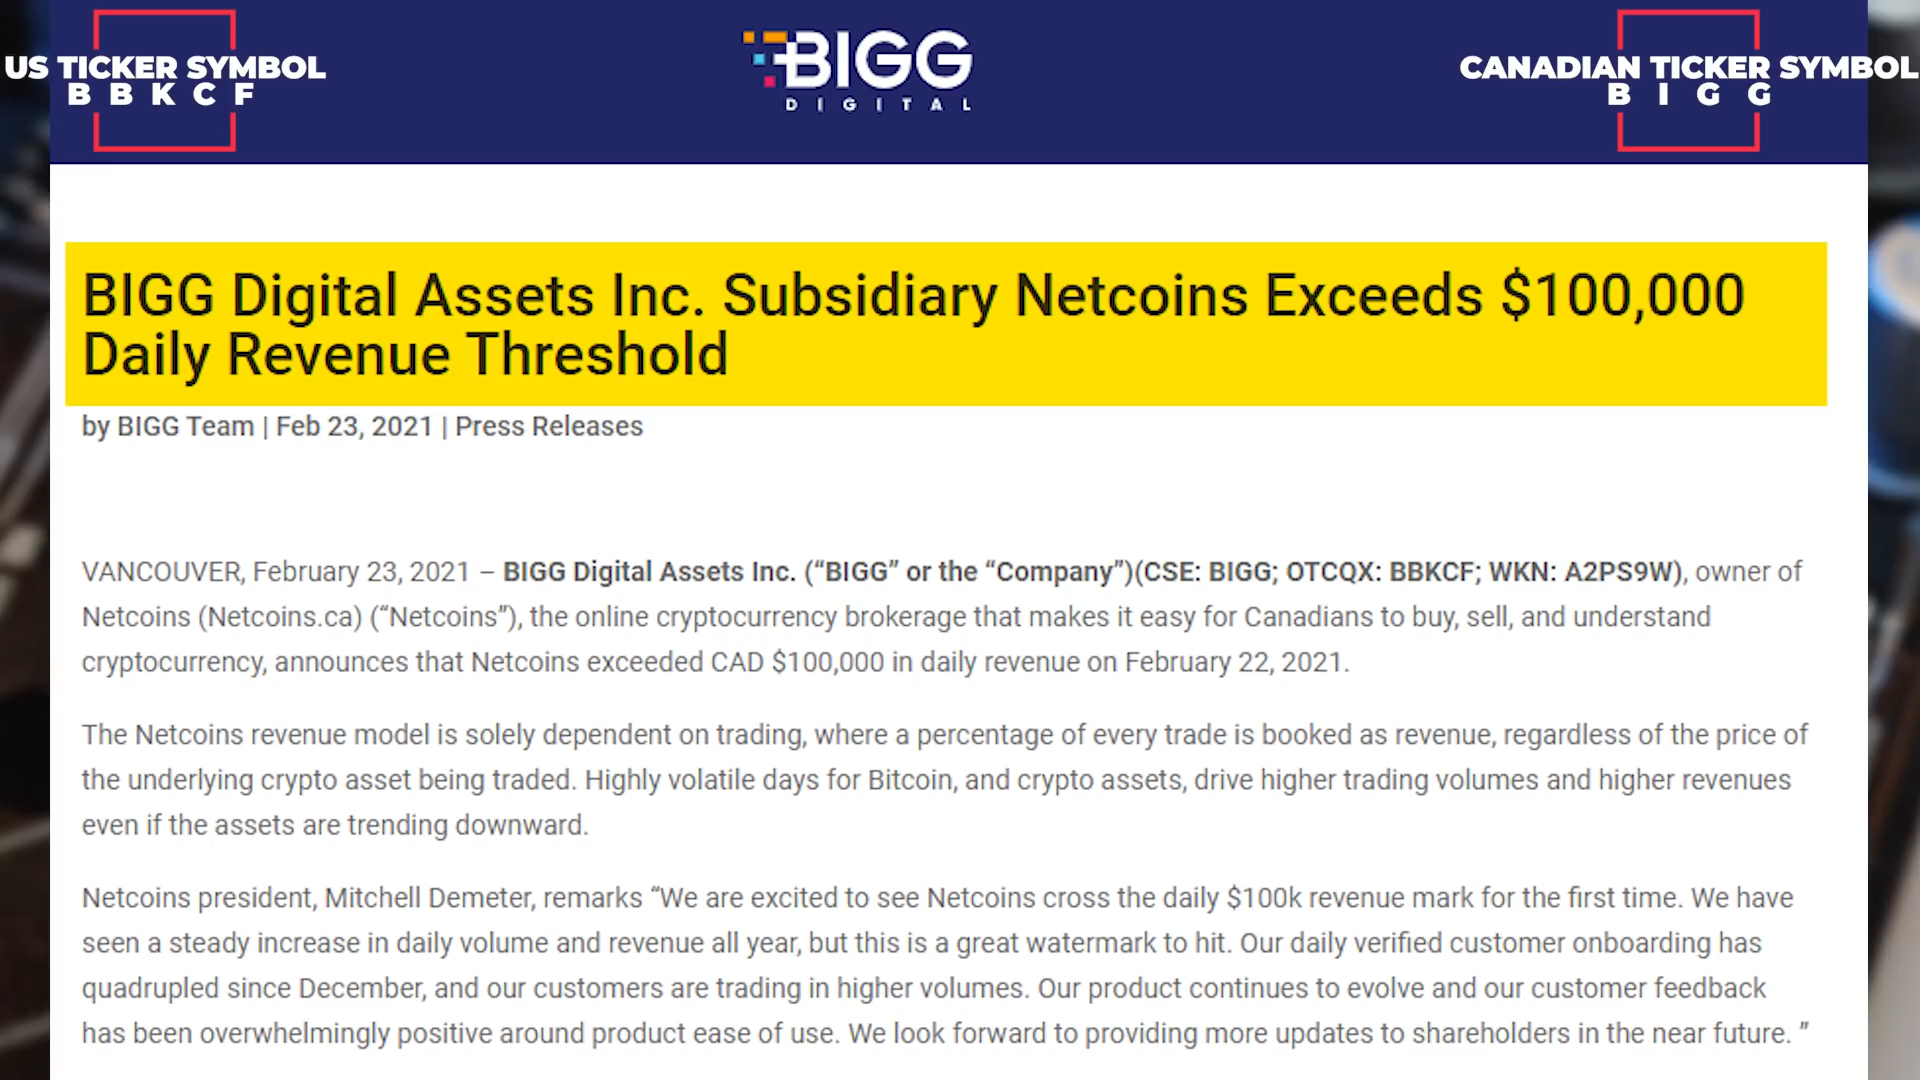 US TICKER SYMBOL
BBKCF
BIGG
DIGITAL
CANADIAN TICKER SYMBOL
BIGG
BIGG Digital Assets Inc. Subsidiary Netcoins Exceeds $100,000
Daily Revenue Threshold
by BIGG Team | Feb 23, 2021 | Press Releases
VANCOUVER, February 23, 2021 – BIGG Digital Assets Inc. (“BIGG” or the “Company”)(CSE: BIGG; OTCQX: BBKCF; WKN: A2PS9W), owner of
Netcoins (Netcoins.ca) (“Netcoins”), the online cryptocurrency brokerage that makes it easy for Canadians to buy, sell, and understand
cryptocurrency, announces that Netcoins exceeded CAD $100,000 in daily revenue on February 22, 2021.
The Netcoins revenue model is solely dependent on trading, where a percentage of every trade is booked as revenue, regardless of the price of
the underlying crypto asset being traded. Highly volatile days for Bitcoin, and crypto assets, drive higher trading volumes and higher revenues
even if the assets are trending downward.
Netcoins president, Mitchell Demeter, remarks “We are excited to see Netcoins cross the daily $100k revenue mark for the first time. We have
seen a steady increase in daily volume and revenue all year, but this is a great watermark to hit. Our daily verified customer onboarding has
quadrupled since December, and our customers are trading in higher volumes. Our product continues to evolve and our customer feedback
has been overwhelmingly positive around product ease of use. We look forward to providing more updates to shareholders in the near future. ”